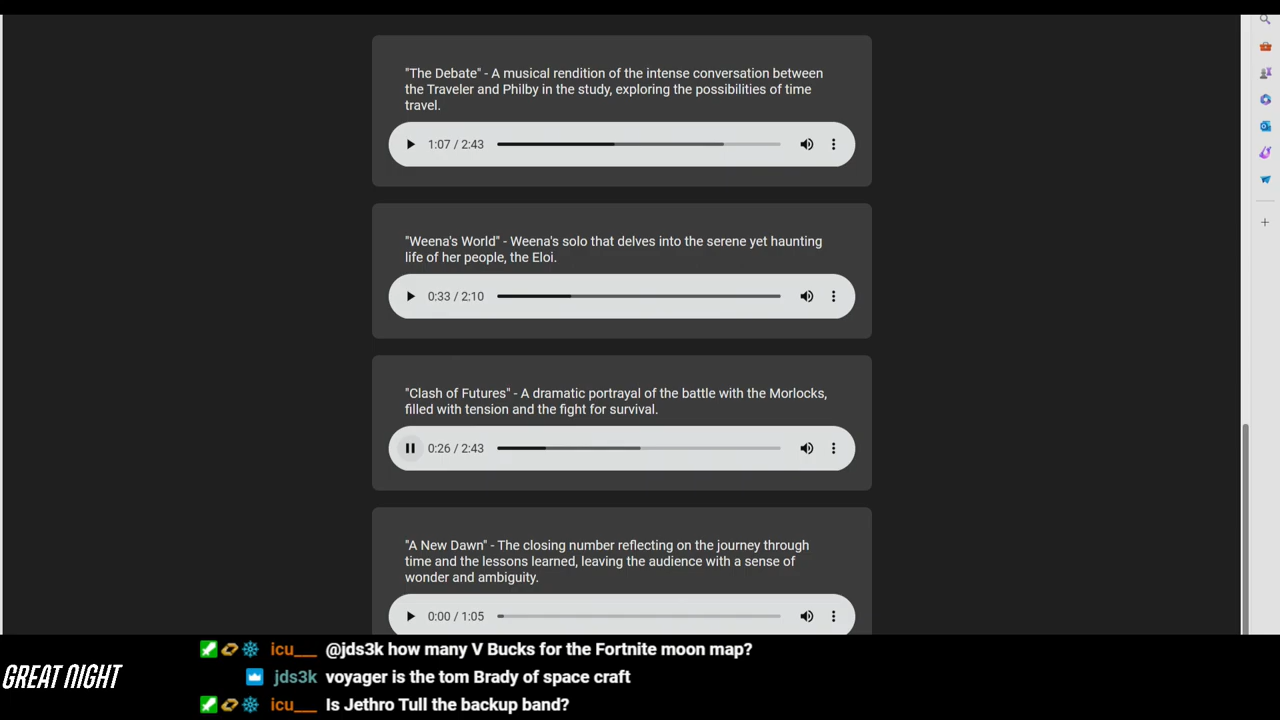 "The Debate" - A musical rendition of the intense conversation between
the Traveler and Philby in the study, exploring the possibilities of time
travel.
1:07 / 2:43
"Weena's World" - Weena's solo that delves into the serene yet haunting
life of her people, the Eloi.
0:33 / 2:10
"Clash of Futures" - A dramatic portrayal of the battle with the Morlocks,
filled with tension and the fight for survival.
0:26 / 2:43
"A New Dawn" - The closing number reflecting on the journey through
time and the lessons learned, leaving the audience with a sense of
wonder and ambiguity.
0:00 / 1:05
GREAT NIGHT
icu___ @jds3k how many V Bucks for the Fortnite moon map?
jds3k voyager is the tom Brady of space craft
icu___ Is Jethro Tull the backup band?